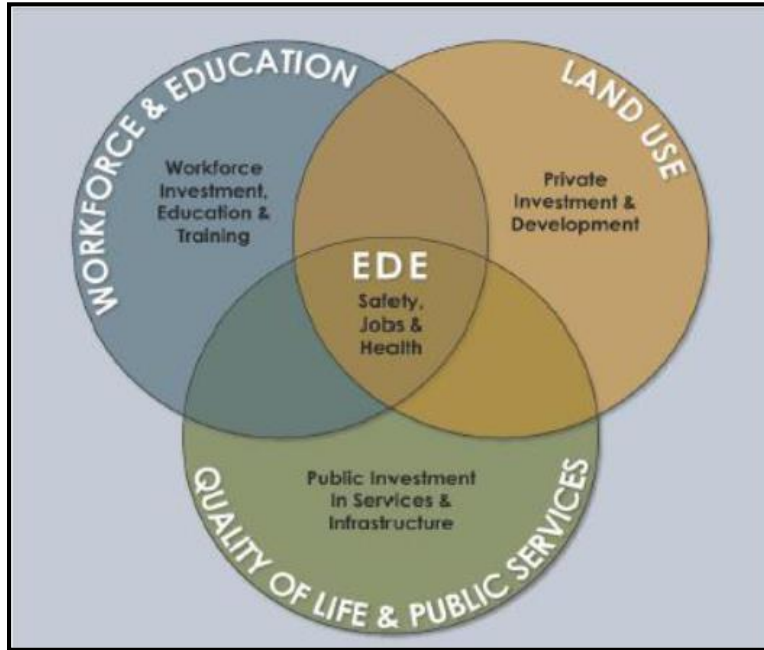 WORKFORCE & EDUCATION
Workforce
Investment,
Education &
Training
LAND USE
Private
Investment &
Development
EDE
Safety,
Jobs &
Health
Public Investment
In Services &
Infrastructure
QUALITY OF LIFE & PUBLIC SERVICES